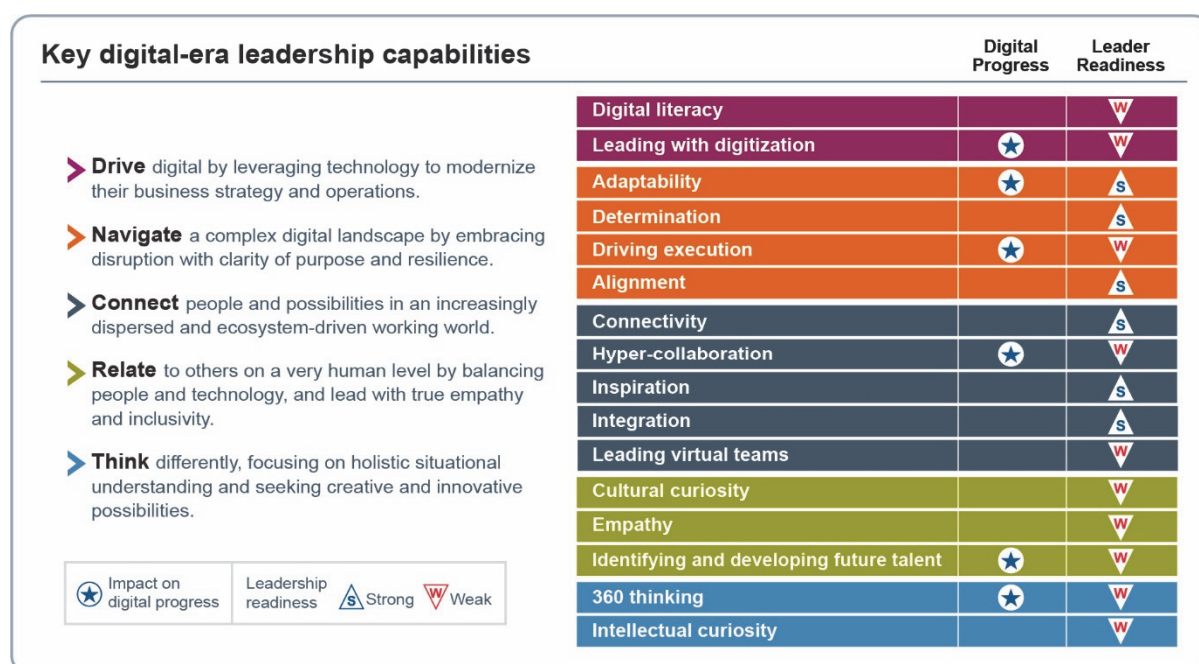 Key digital-era leadership capabilities
Digital
Progress
Leader
Readiness
Drive digital by leveraging technology to modernize
their business strategy and operations.
Navigate a complex digital landscape by embracing
disruption with clarity of purpose and resilience.
Connect people and possibilities in an increasingly
dispersed and ecosystem-driven working world.
Relate to others on a very human level by balancing
people and technology, and lead with true empathy
and inclusivity.
Think differently, focusing on holistic situational
understanding and seeking creative and innovative
possibilities.
Impact on
digital progress
Leadership
readiness
S Strong W Weak
Digital literacy W
Leading with digitization W
Adaptability S
Determination S
Driving execution W
Alignment S
Connectivity S
Hyper-collaboration W
Inspiration S
Integration S
Leading virtual teams W
Cultural curiosity W
Empathy W
Identifying and developing future talent W
360 thinking W
Intellectual curiosity W